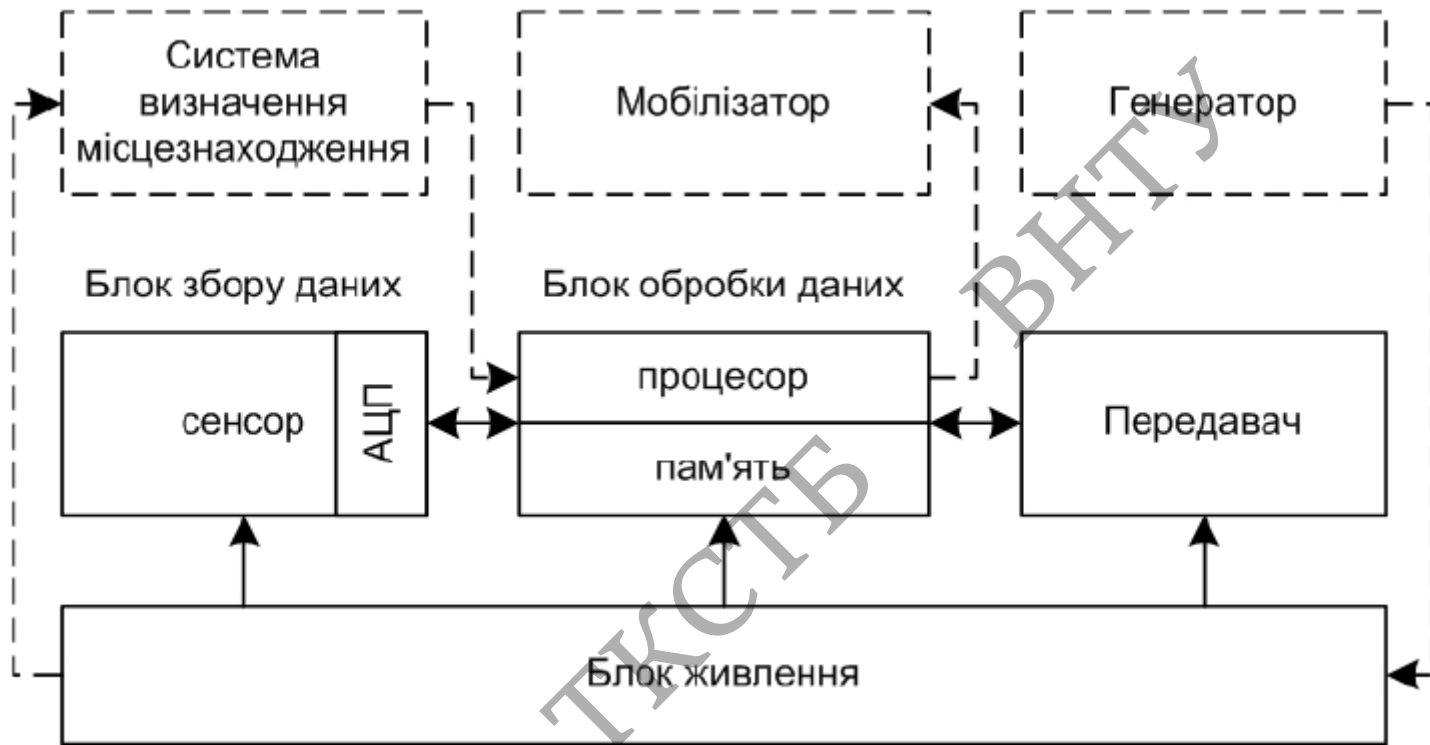 Система
визначення
місцезнаходження
Мобілізатор
Генератор
Блок збору даних
Блок обробки даних
сенсор
АЦП
процесор
пам'ять
Передавач
Блок живлення
ТКСТБ ВНТУ